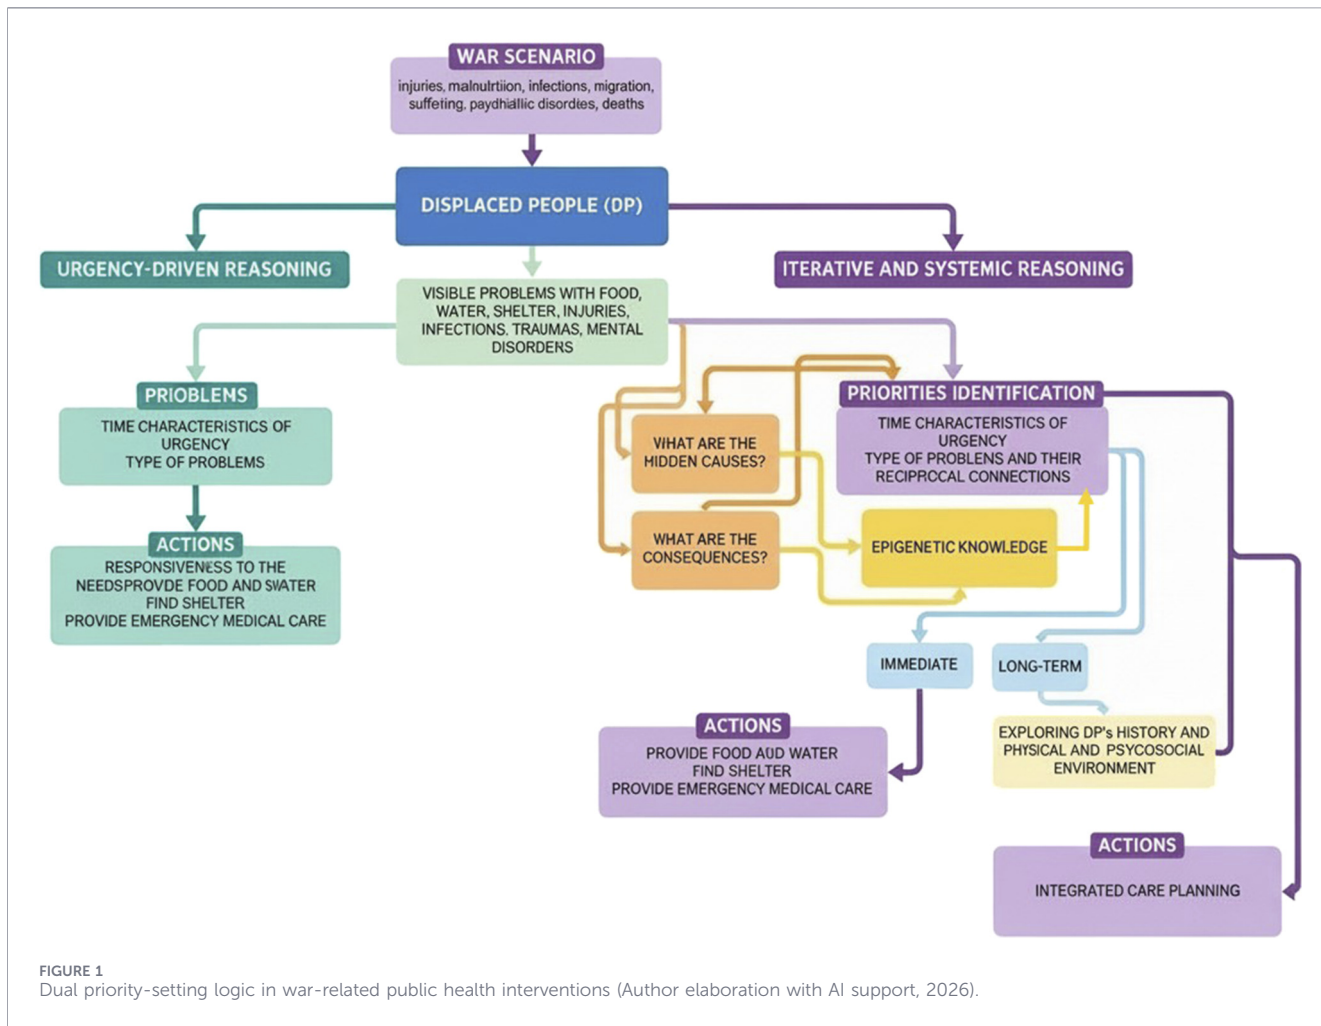 WAR SCENARIO
injuries, malnulrtiion, infections, migration,
suffeting, paydhiallic disordes, deaths
DISPLACED PEOPLE (DP)
URGENCY-DRIVEN REASONING
ITERATIVE AND SYSTEMIC REASONING
VISIBLE PROBLEMS WITH FOOD,
WATER, SHELTER, INJURIES,
INFECTIONS. TRAUMAS, MENTAL
DISORDERS
PRIOBLEMS
TIME CHARACTERISTICS OF
URGENCY
TYPE OF PROBLEMS
ACTIONS
RESPONSIVENESS TO THE
NEEDSPROVDE FOOD AND SWATER
FIND SHELTER
PROVIDE EMERGENCY MEDICAL CARE
PRIORITIES IDENTIFICATION
TIME CHARACTERISTICS OF
URGENCY
TYPE OF PROBLENS AND THEIR
RECIPRCCAL CONNECTIONS
WHAT ARE THE
HIDDEN CAUSES?
WHAT ARE THE
CONSEQUENCES?
EPIGENETIC KNOWLEDGE
IMMEDIATE
LONG-TERM
ACTIONS
PROVIDE FOOD AUD WATER
FIND SHELTER
PROVIDE EMERGENCY MEDICAL CARE
EXPLORING DP's HISTORY AND
PHYSICAL AND PSYCOSOCIAL
ENVIRONMENT
ACTIONS
INTEGRATED CARE PLANNING
FIGURE 1
Dual priority-setting logic in war-related public health interventions (Author elaboration with AI support, 2026).